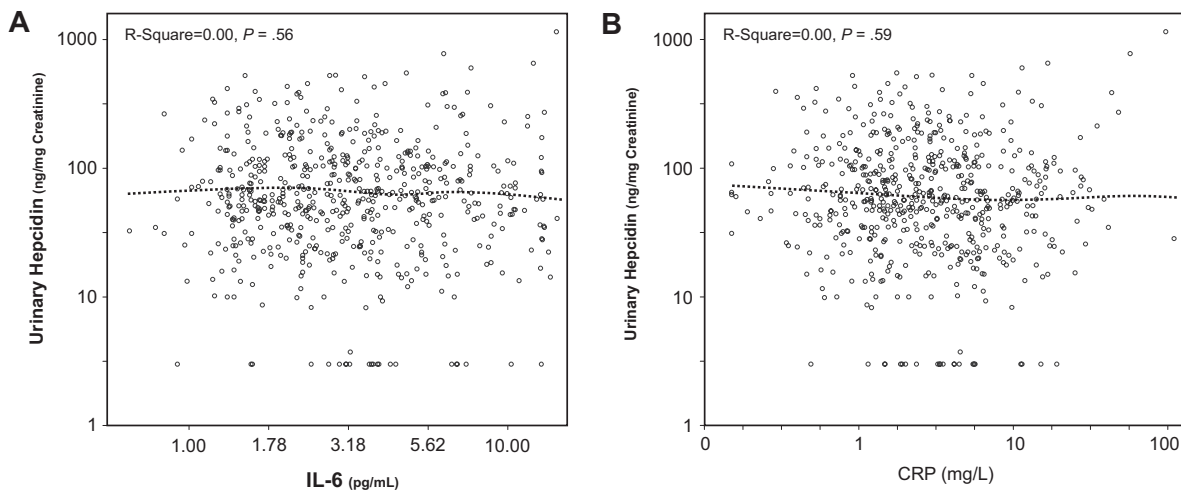 A
R-Square=0.00, P = .56
Urinary Hepcidin (ng/mg Creatinine)
1000
100
10
1
1.00 1.78 3.18 5.62 10.00
IL-6 (pg/mL)
B
R-Square=0.00, P = .59
Urinary Hepcidin (ng/mg Creatinine)
1000
100
10
1
0 1 10 100
CRP (mg/L)